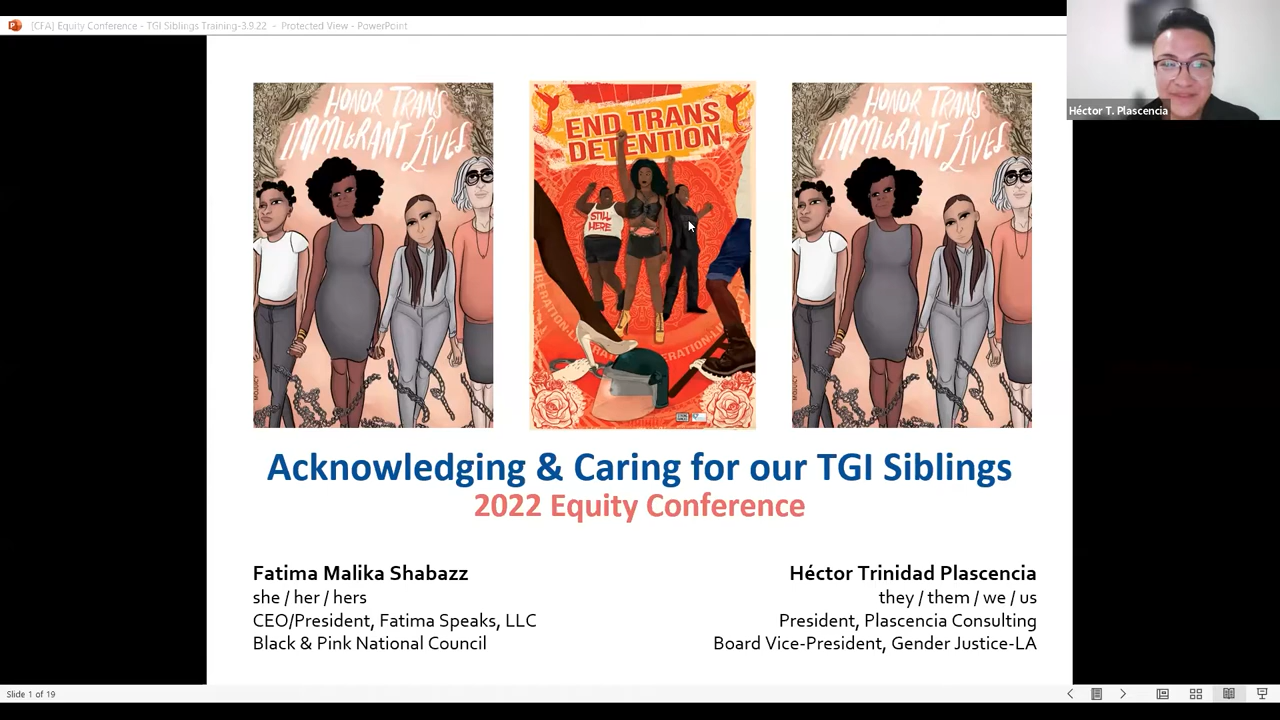 [CFA] Equity Conference - TGI Siblings Training-3.9.22 - Protected View - PowerPoint
Héctor T. Plascencia
HONOR TRANS
IMMIGRANT LIVES
END TRANS
DETENTION
STILL
HERE
LIBERATION
HONOR TRANS
IMMIGRANT LIVES
Acknowledging & Caring for our TGI Siblings
2022 Equity Conference
Fatima Malika Shabazz
she / her / hers
CEO/President, Fatima Speaks, LLC
Black & Pink National Council
Héctor Trinidad Plascencia
they / them / we / us
President, Plascencia Consulting
Board Vice-President, Gender Justice-LA
Slide 1 of 19